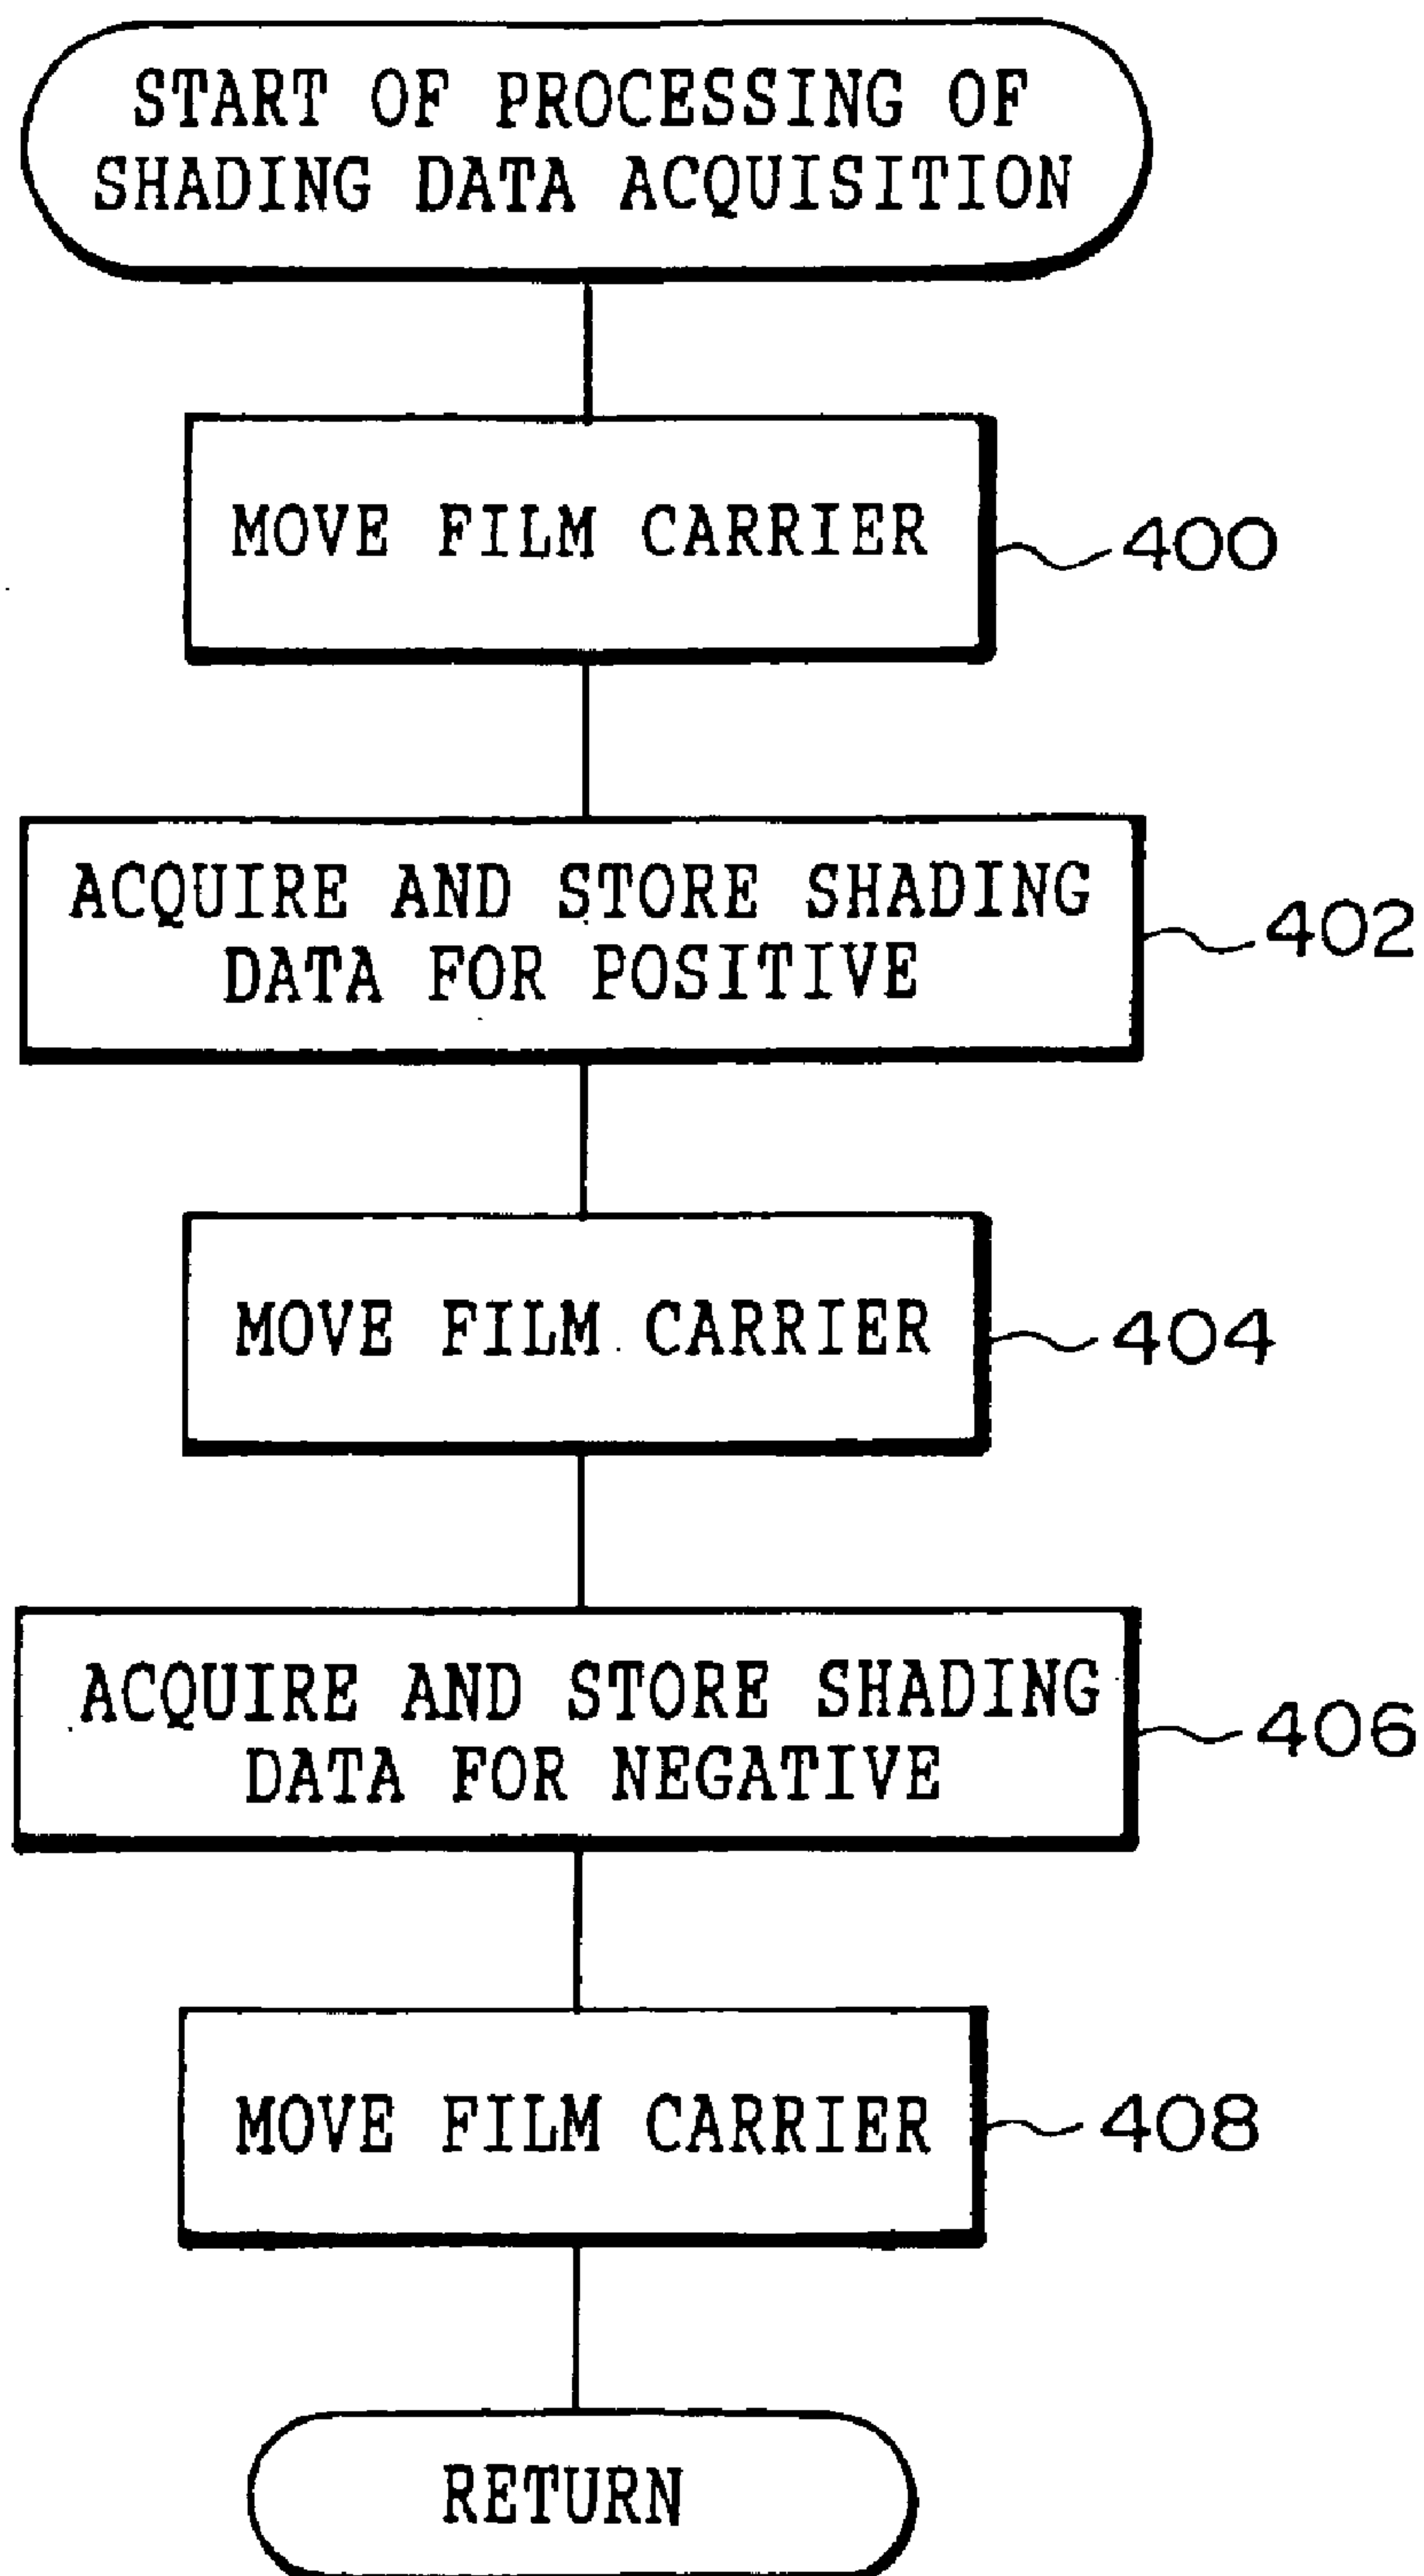 START OF PROCESSING OF
SHADING DATA ACQUISITION
MOVE FILM CARRIER
400
ACQUIRE AND STORE SHADING
DATA FOR POSITIVE
402
MOVE FILM CARRIER
404
ACQUIRE AND STORE SHADING
DATA FOR NEGATIVE
406
MOVE FILM CARRIER
408
RETURN